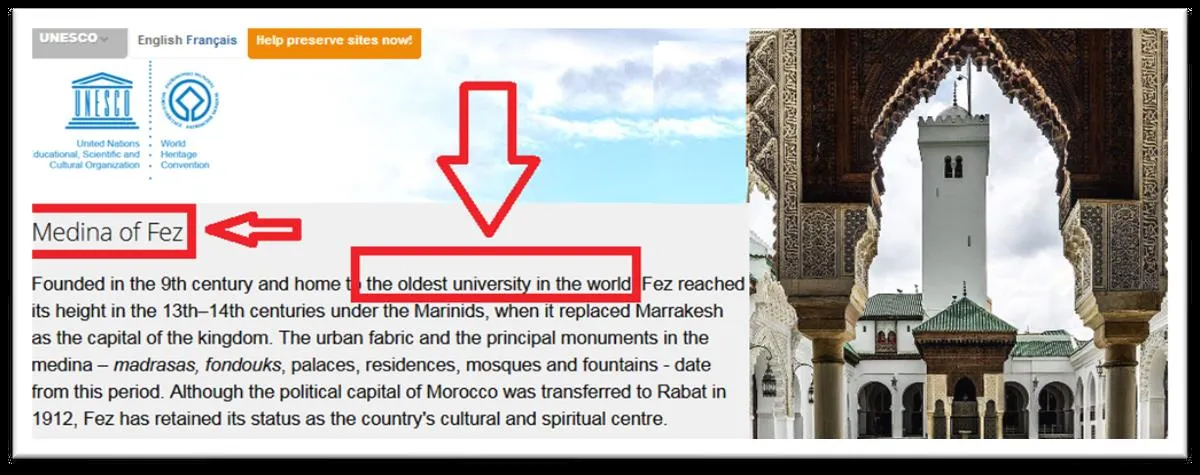 UNESCO
English Français
Help preserve sites now!
UNESCO
United Nations
ducational, Scientific and
Cultural Organization
World
Heritage
Convention
Medina of Fez
Founded in the 9th century and home to the oldest university in the world, Fez reached
its height in the 13th–14th centuries under the Marinids, when it replaced Marrakesh
as the capital of the kingdom. The urban fabric and the principal monuments in the
medina – madrasas, fondouks, palaces, residences, mosques and fountains - date
from this period. Although the political capital of Morocco was transferred to Rabat in
1912, Fez has retained its status as the country's cultural and spiritual centre.